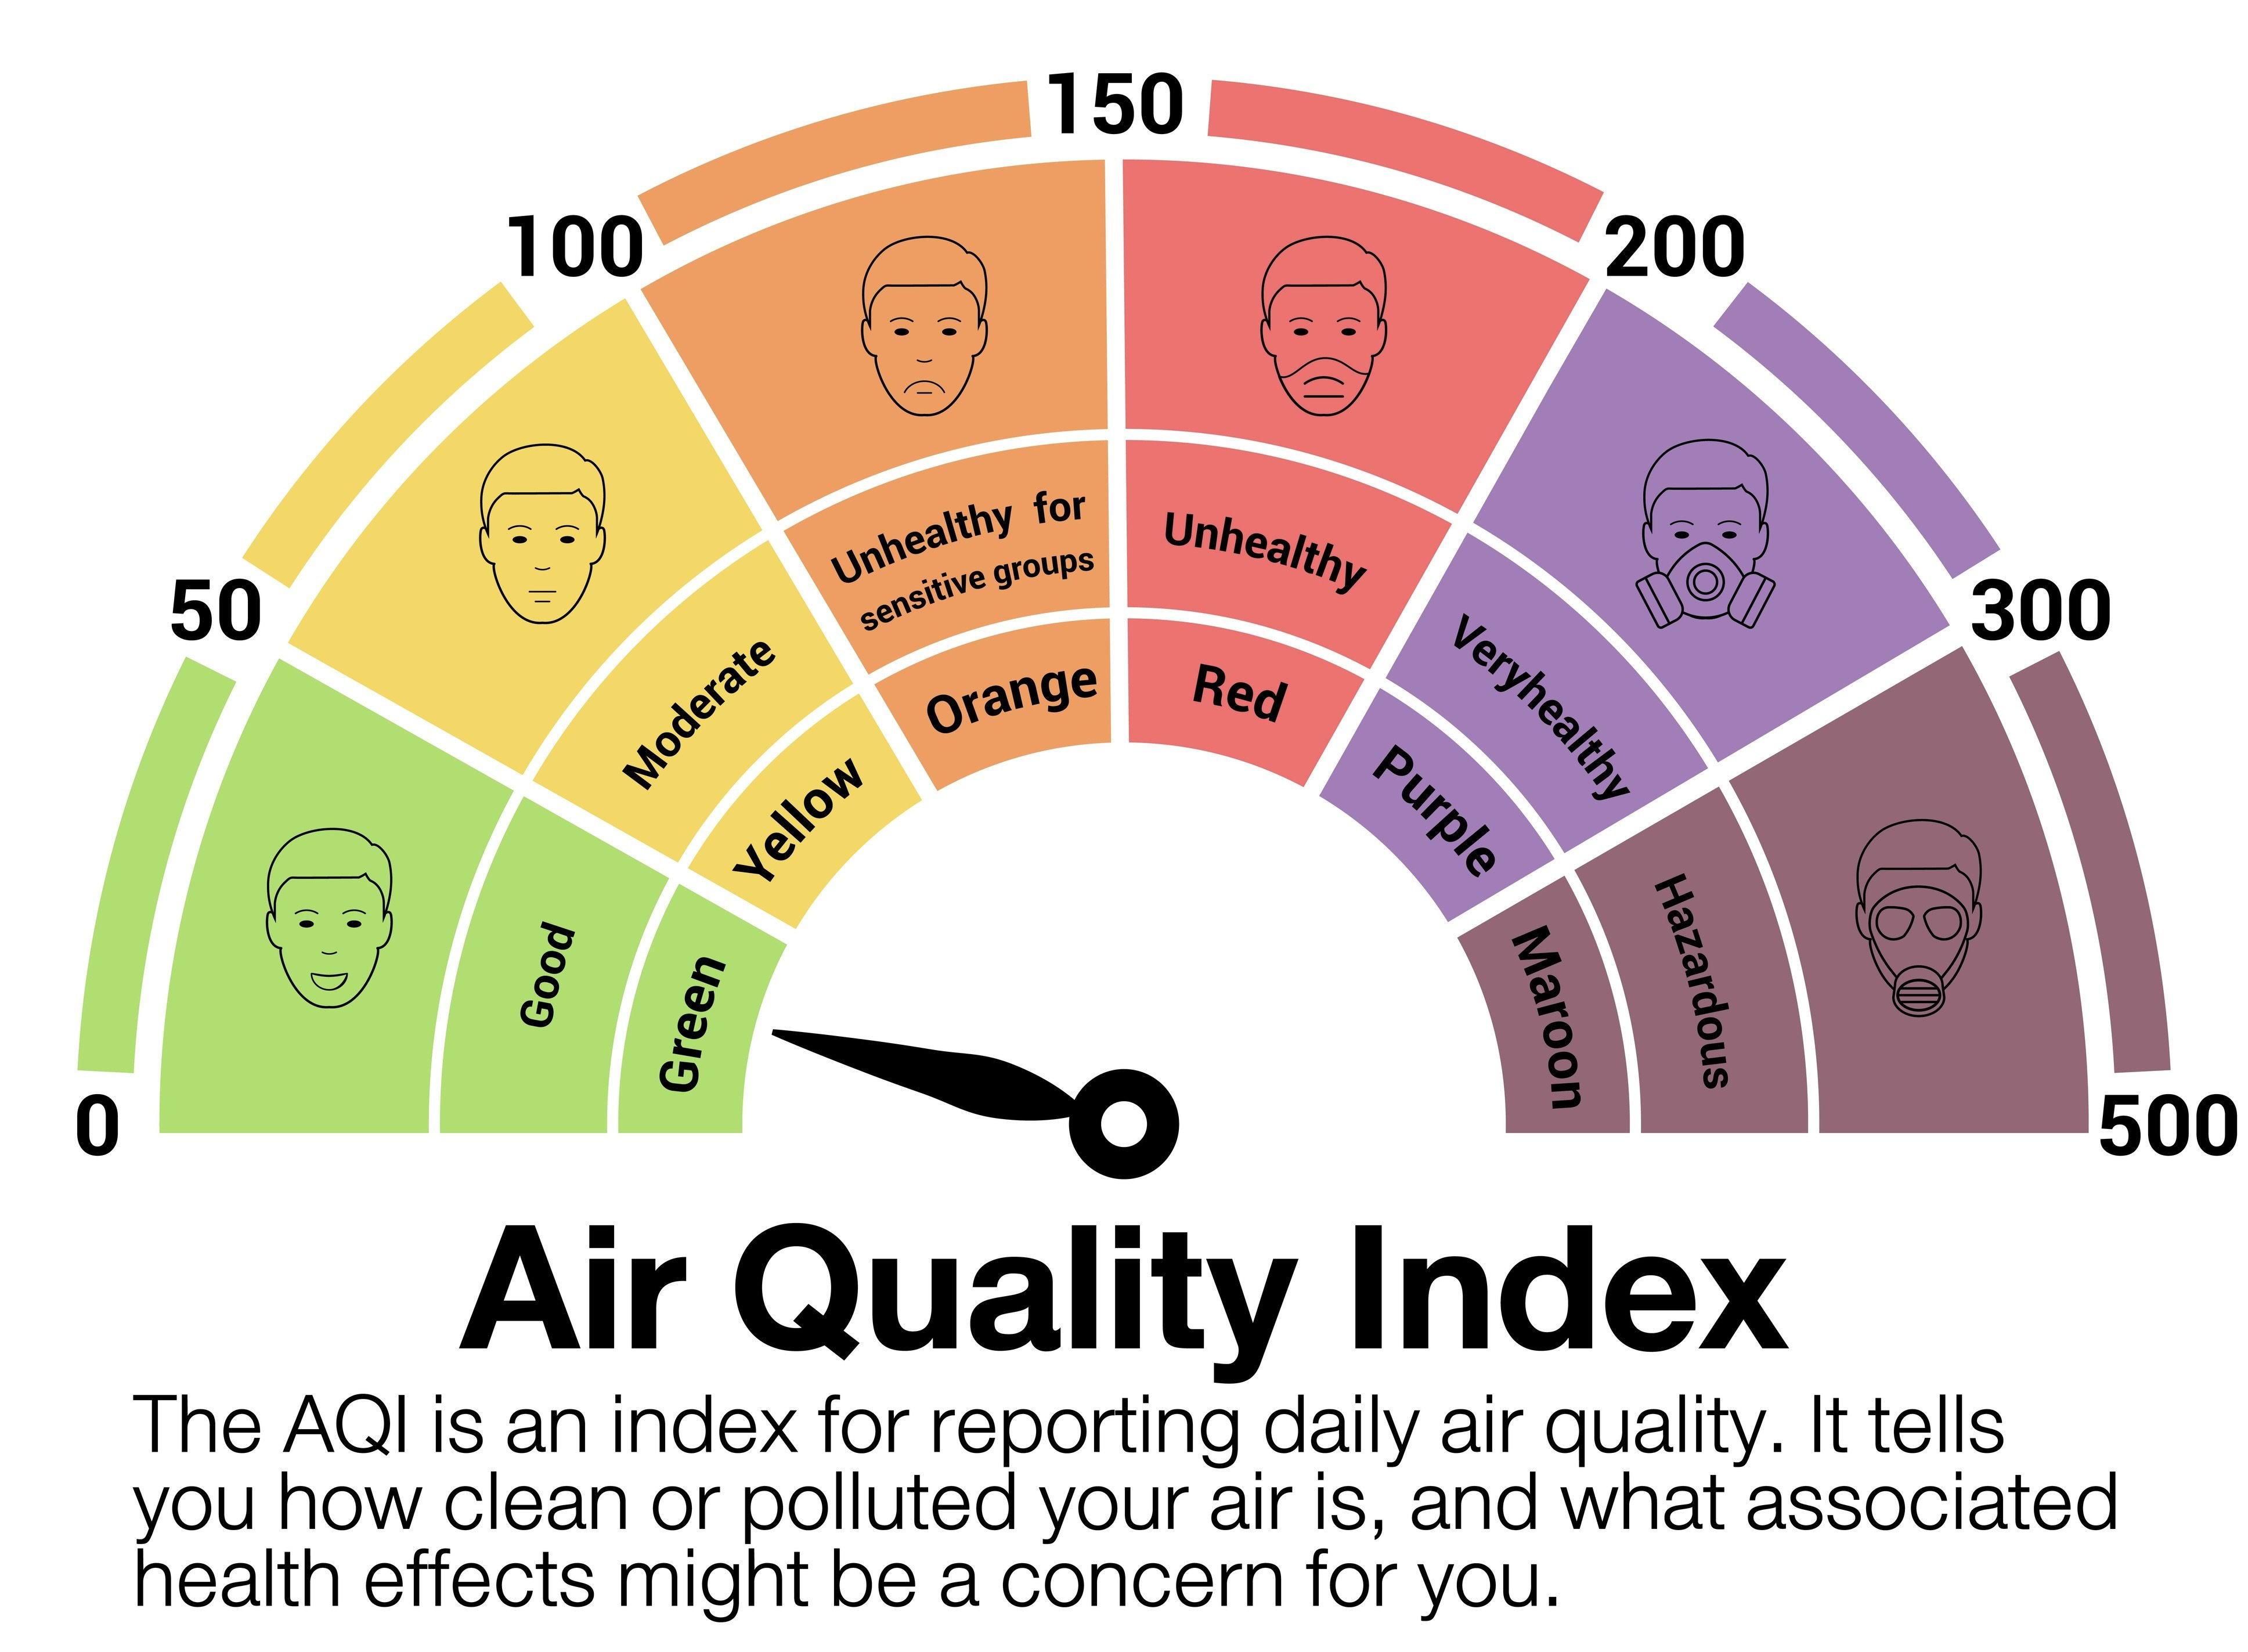 0
50
100
150
200
300
500
Good
Green
Moderate
Yellow
Unhealthy for
sensitive groups
Orange
Unhealthy
Red
Veryhealthy
Purple
Hazardous
Maroon
Air Quality Index
The AQI is an index for reporting daily air quality. It tells
you how clean or polluted your air is, and what associated
health effects might be a concern for you.